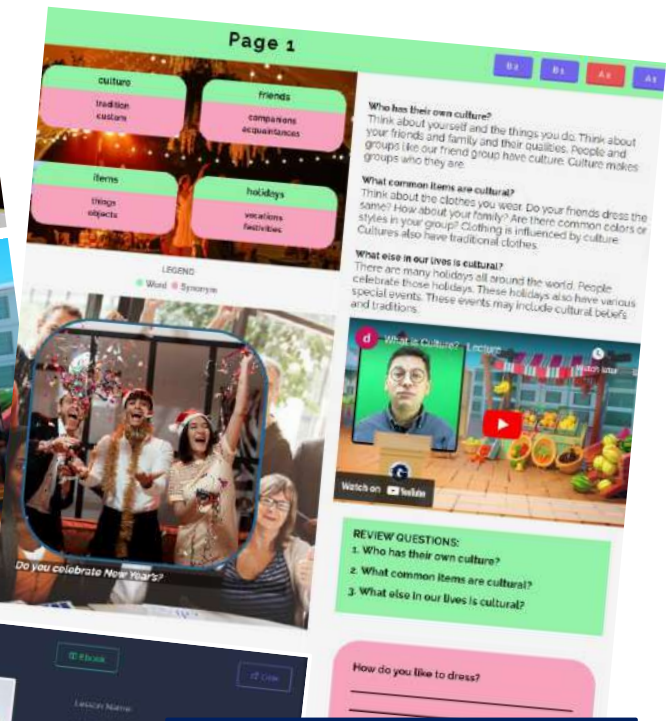 Page 1
B2
B1
A2
A1
culture
tradition
custom
friends
companions
acquaintances
items
things
objects
holidays
vocations
festivities
LEGEND
Word Synonym
Do you celebrate New Year's?
Who has their own culture?
Think about yourself and the things you do. Think about
your friends and family and their qualities. People and
groups like our friend group have culture. Culture makes
groups who they are.
What common items are cultural?
Think about the clothes you wear. Do your friends dress the
same? How about your family? Are there common colors or
styles in your group? Clothing is influenced by culture.
Cultures also have traditional clothes.
What else in our lives is cultural?
There are many holidays all around the world. People
celebrate those holidays. These holidays also have various
special events. These events may include cultural beliefs
and traditions.
d What is Culture? - Lecture
Watch later
G
Watch on YouTube
REVIEW QUESTIONS:
1. Who has their own culture?
2. What common items are cultural?
3. What else in our lives is cultural?
How do you like to dress?
Ebook
Lesson Name